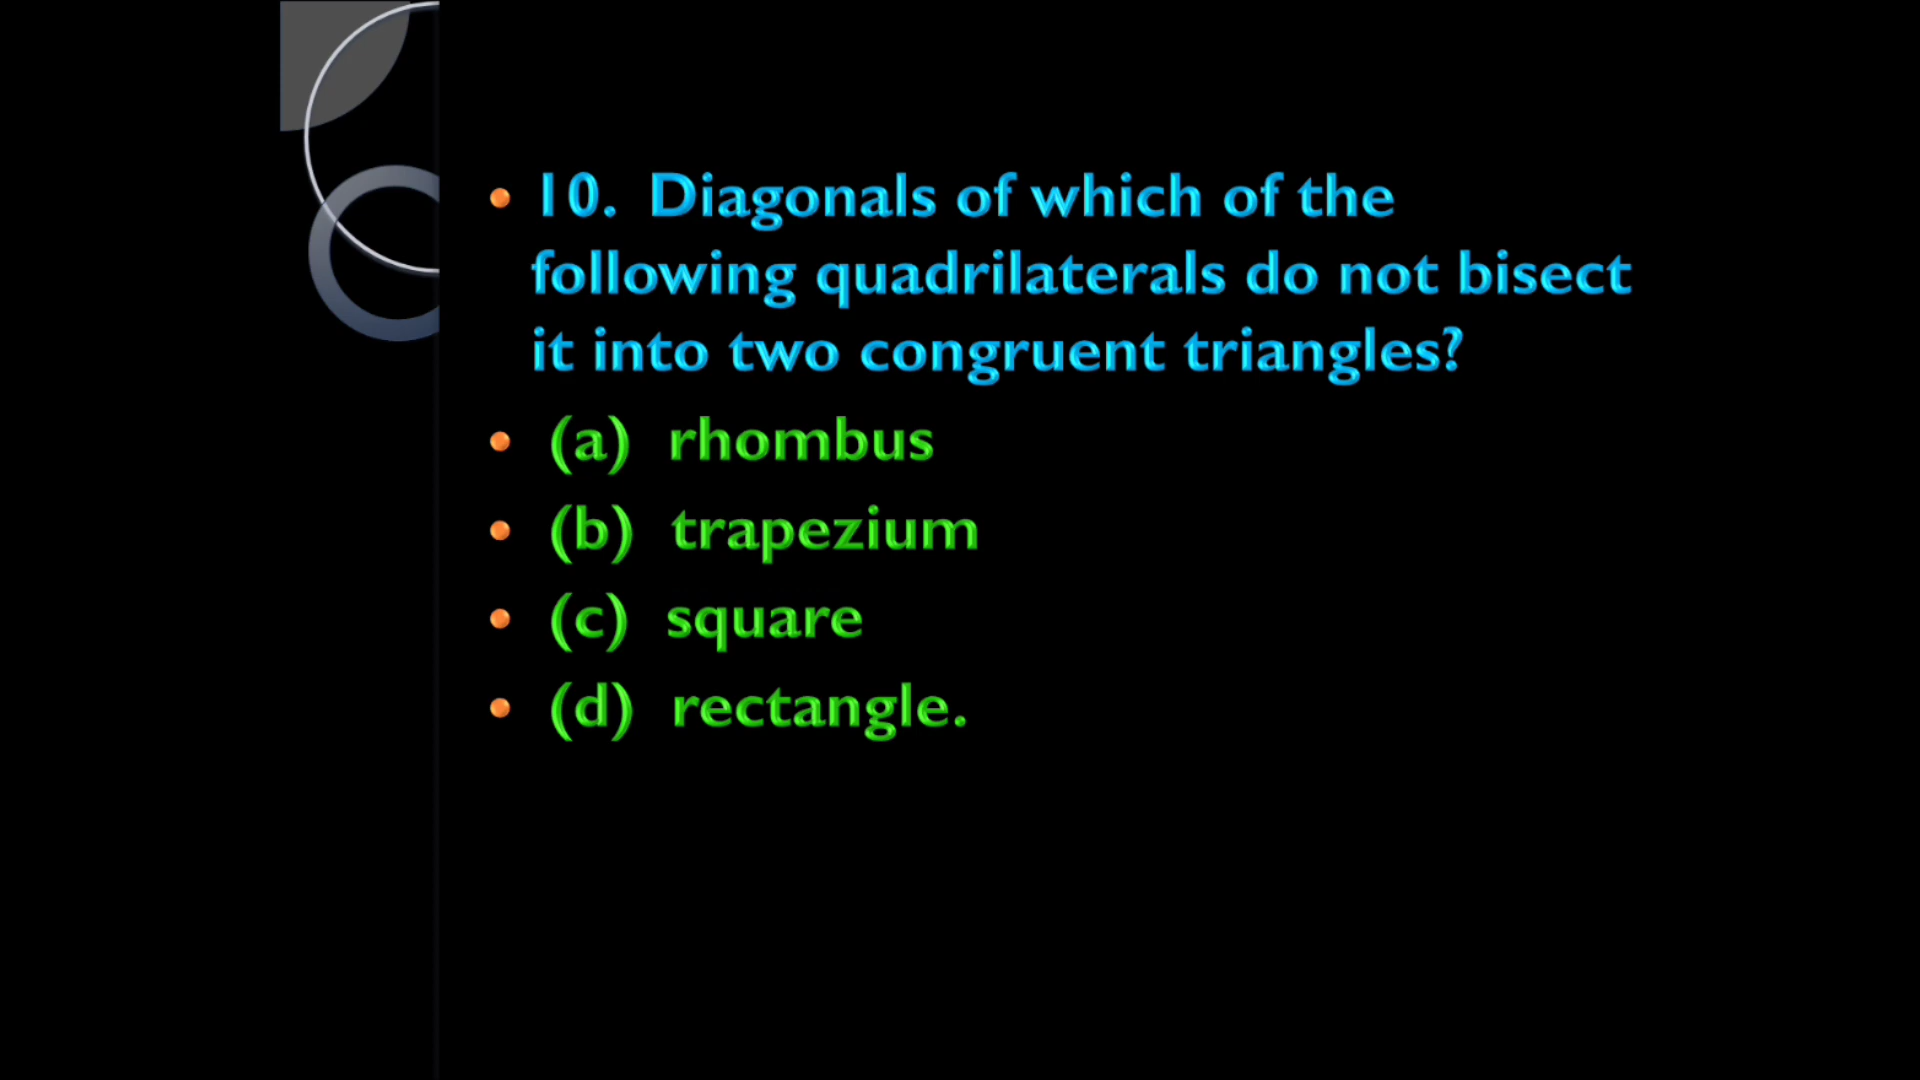 • 10. Diagonals of which of the
following quadrilaterals do not bisect
it into two congruent triangles?
• (a) rhombus
• (b) trapezium
• (c) square
• (d) rectangle.